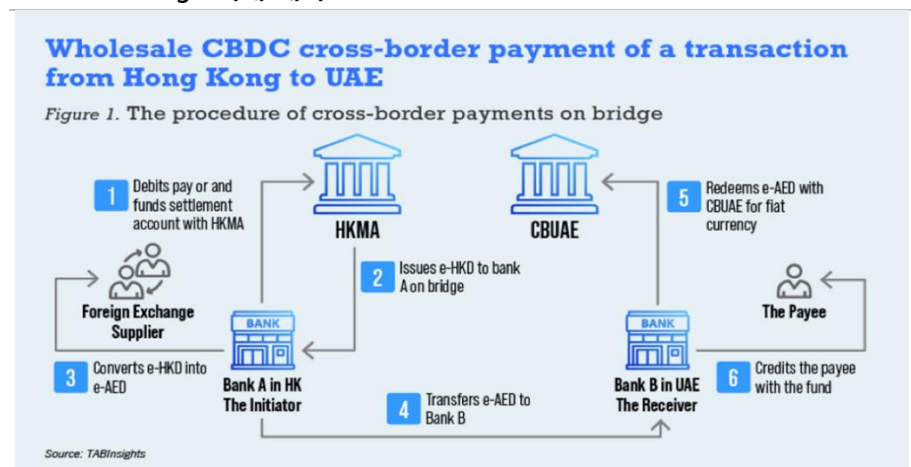 Wholesale CBDC cross-border payment of a transaction
from Hong Kong to UAE
Figure 1. The procedure of cross-border payments on bridge
1
Debits pay or and
funds settlement
account with HKMA
HKMA
CBUAE
5
Redeems e-AED with
CBUAE for fiat
currency
2
Issues e-HKD to bank
A on bridge
Foreign Exchange
Supplier
The Payee
BANK
BANK
3
Converts e-HKD into
e-AED
Bank A in HK
The Initiator
4
Transfers e-AED to
Bank B
Bank B in UAE
The Receiver
6
Credits the payee
with the fund
Source: TABInsights